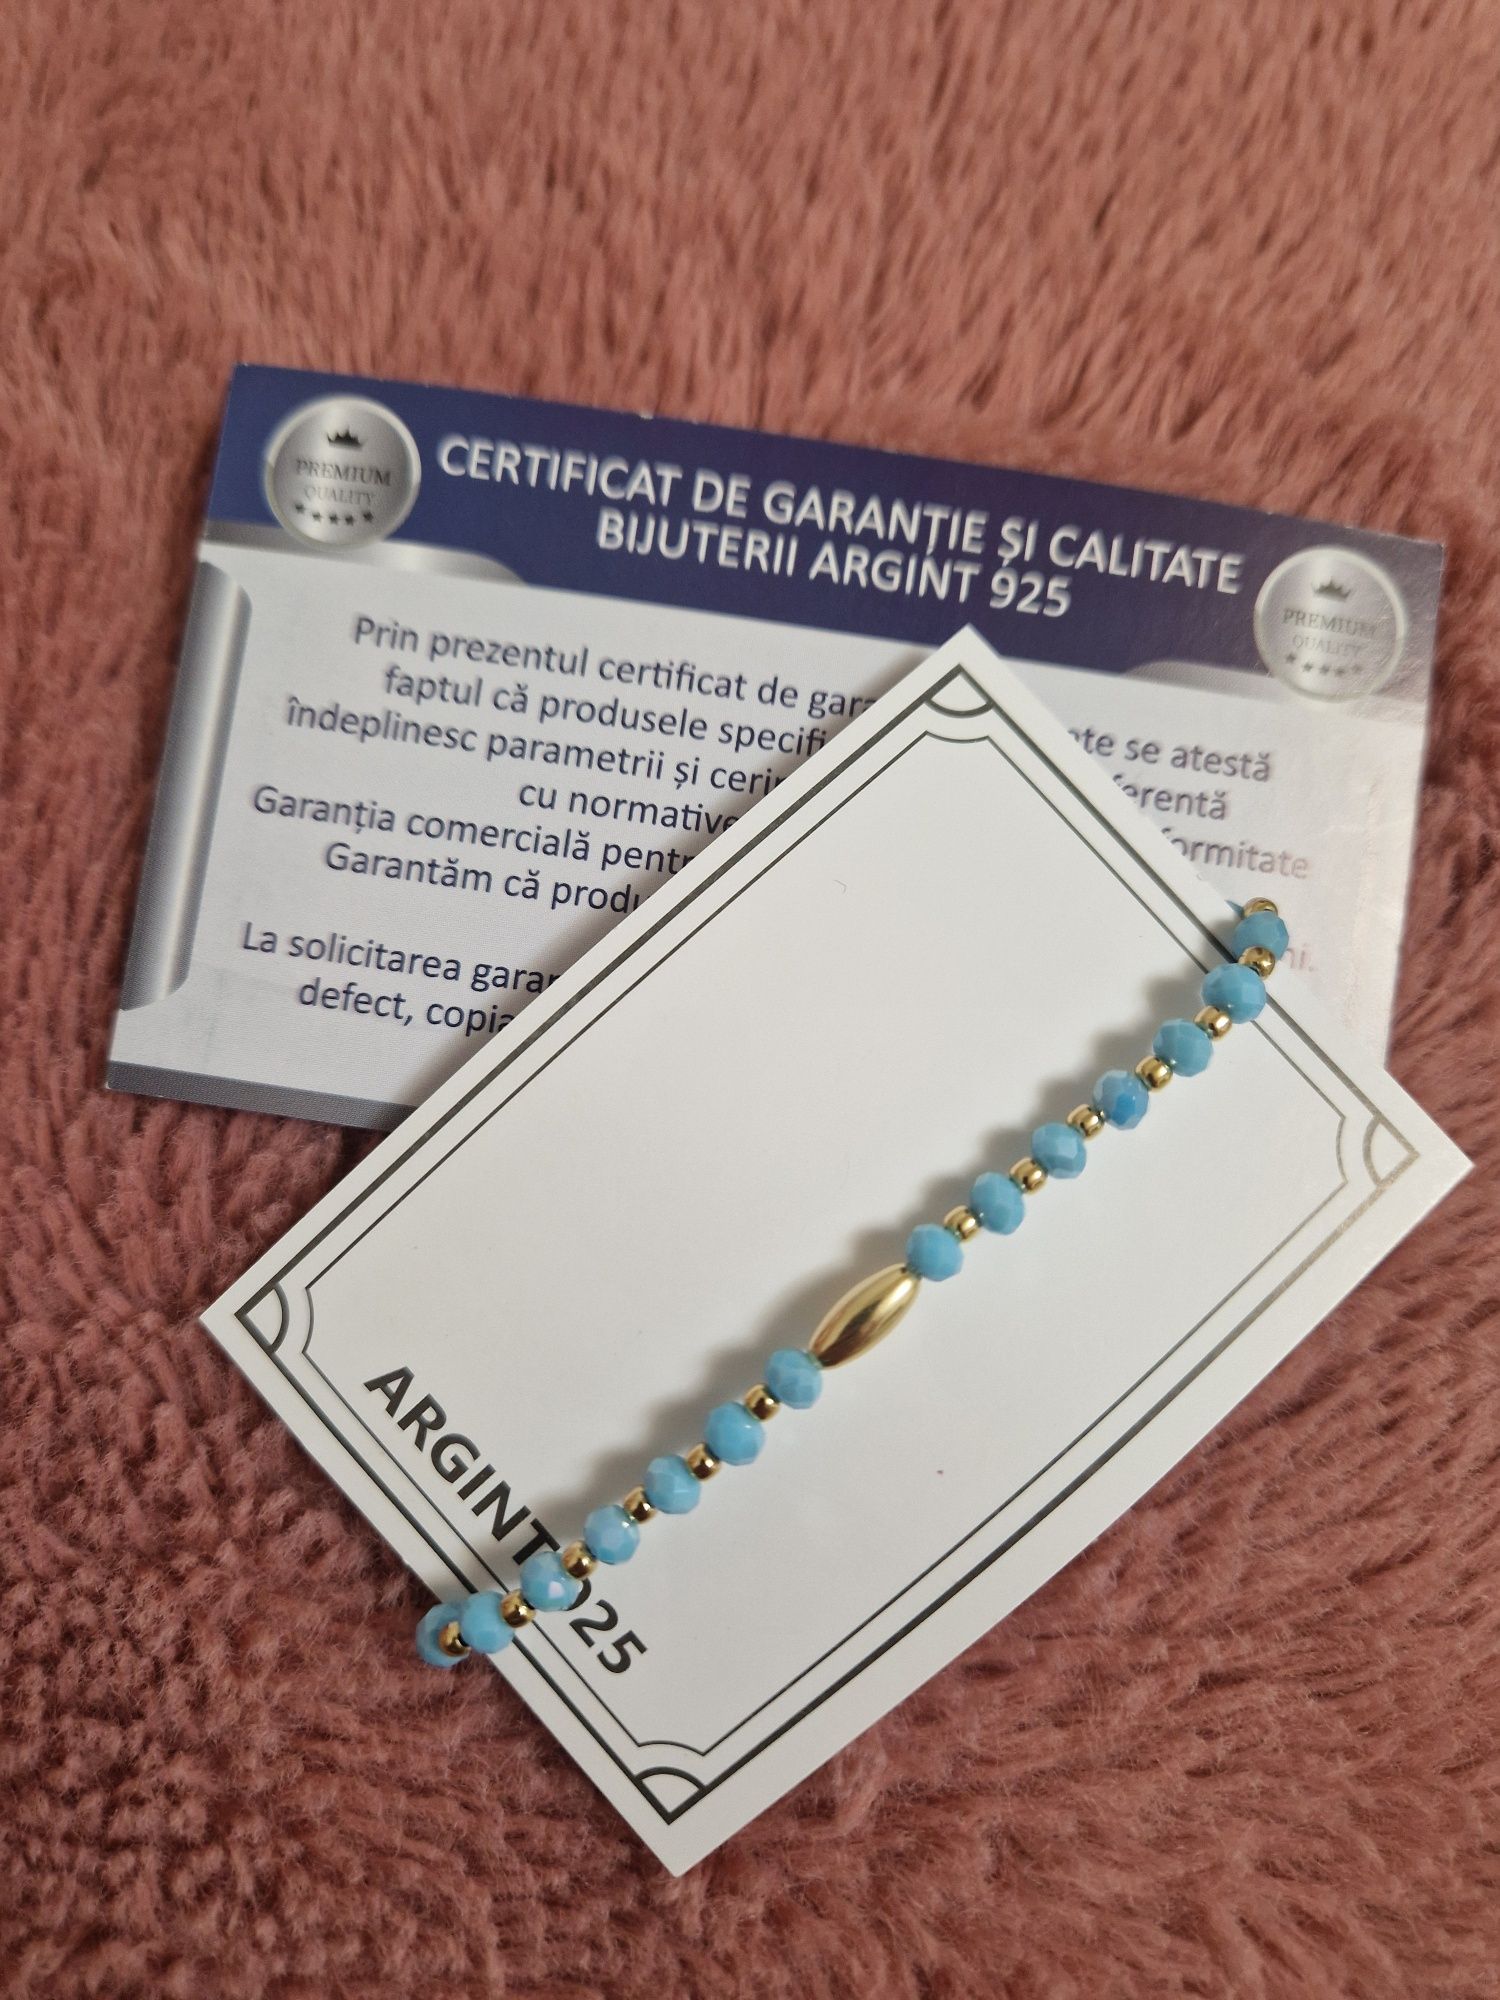 PREMIUM
QUALITY
CERTIFICAT DE GARANȚIE ȘI CALITATE
BIJUTERII ARGINT 925
PREMIUM
QUALITY
Prin prezentul certificat de se atestă
faptul că produsele
îndeplinesc parametrii și
cu
Garanția comercială
Garantăm că
La solicitarea
defect,
ARGINT 925